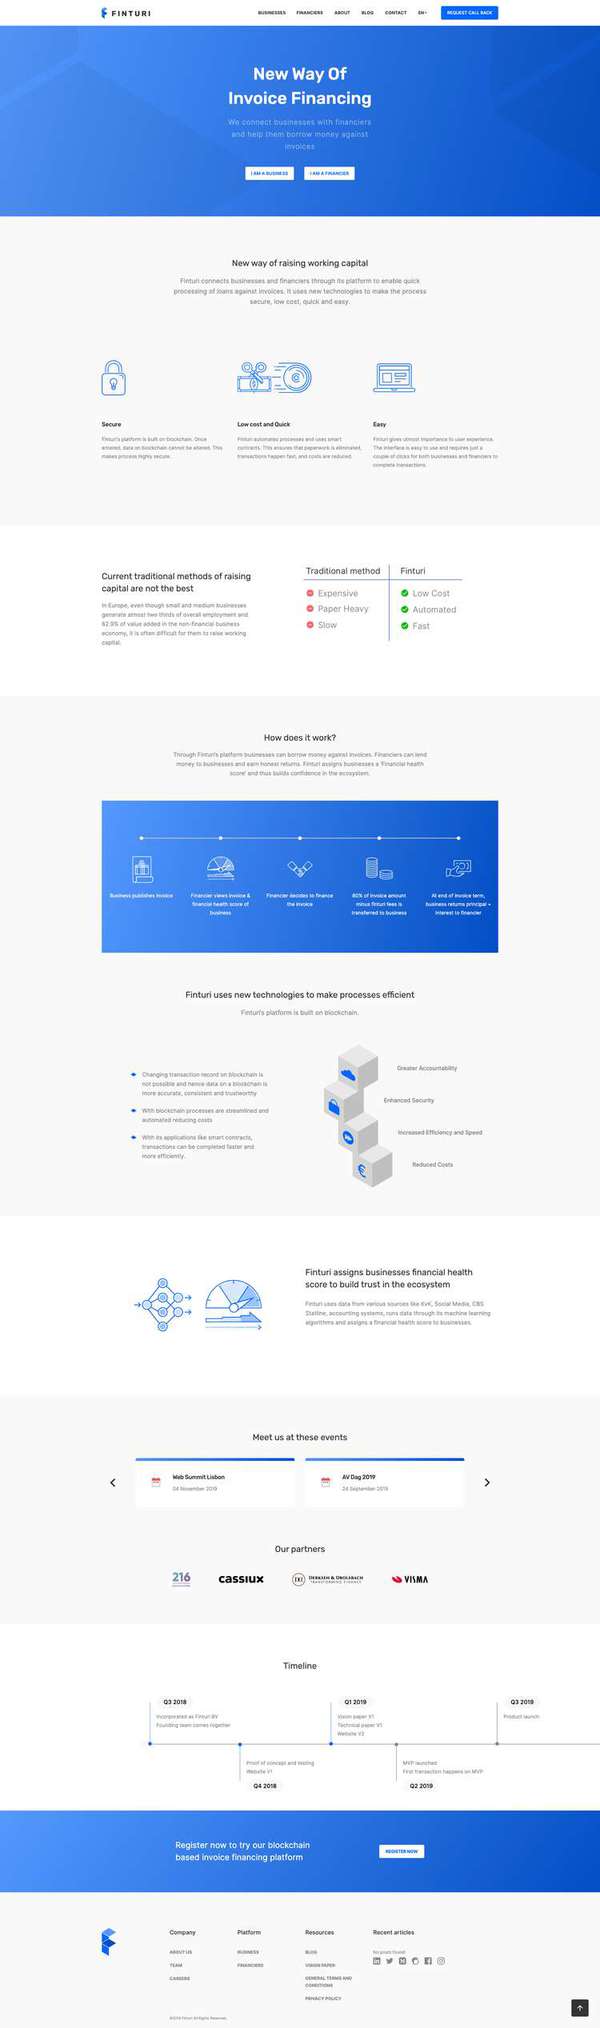 FINTURI
BUSINESSES FINANCIERS ABOUT BLOG CONTACT EN
REQUEST CALL BACK
New Way Of
Invoice Financing
We connect businesses with financiers
and help them borrow money against
invoices
I AM A BUSINESS
I AM A FINANCIER
New way of raising working capital
Finturi connects businesses and financiers through its platform to enable quick
processing of loans against invoices. It uses new technologies to make the process
secure, low cost, quick and easy.
Secure
Finturi's platform is built on blockchain. Once
entered, data on blockchain cannot be altered. This
makes process highly secure.
Low cost and Quick
Finturi automated processes and uses smart
contracts. This ensures that paperwork is eliminated,
transactions happen fast, and costs are reduced.
Easy
Finturi gives utmost importance to user experience.
The interface is easy to use and requires just a
couple of clicks for both businesses and financiers to
complete transactions.
Current traditional methods of raising
capital are not the best
In Europe, even though small and medium businesses
generate almost two thirds of overall employment and
62.9% of value added in the non-financial business
economy, it is often difficult for them to raise working
capital.
Traditional method Finturi
Expensive Low Cost
Paper Heavy Automated
Slow Fast
How does it work?
Through Finturi's platform businesses can borrow money against invoices. Financiers can lend
money to businesses and earn honest returns. Finturi assigns businesses a 'Financial health
score' and thus builds confidence in the ecosystem.
Business publishes invoice
Financier views invoice &
financial health score of
business
Financier decides to finance
the invoice
80% of invoice amount
minus finturi fees is
transferred to business
At end of invoice term,
business returns principal +
interest to financier
Finturi uses new technologies to make processes efficient
Finturi's platform is built on blockchain.
Changing transaction record on blockchain is
not possible and hence data on a blockchain is
more accurate, consistent and trustworthy
With blockchain processes are streamlined and
automated reducing costs
With its applications like smart contracts,
transactions can be completed faster and
more efficiently.
Greater Accountability
Enhanced Security
Increased Efficiency and Speed
Reduced Costs
Finturi assigns businesses financial health
score to build trust in the ecosystem
Finturi uses data from various sources like KvK, Social Media, CBS
Statline, accounting systems, runs data through its machine learning
algorithms and assigns a financial health score to businesses.
Meet us at these events
Web Summit Lisbon
04 November 2019
AV Dag 2019
26 September 2019
Our partners
216
cassiux
DERKSEN & DROLSBACH
TRANSFORMING FINANCE
VISMA
Timeline
Q3 2018
Incorporated as Finturi BV
Founding team comes together
Q1 2019
Vision paper V1
Technical paper V1
Website V2
Q3 2019
Product launch
Proof of concept and testing
Website V1
Q4 2018
MVP launched
First transaction happens on MVP
Q2 2019
Register now to try our blockchain
based invoice financing platform
REGISTER NOW
Company
ABOUT US
TEAM
CAREERS
Platform
BUSINESS
FINANCIERS
Resources
BLOG
VISION PAPER
GENERAL TERMS AND
CONDITIONS
PRIVACY POLICY
Recent articles
No posts found!
©2019 Finturi All Rights Reserved.